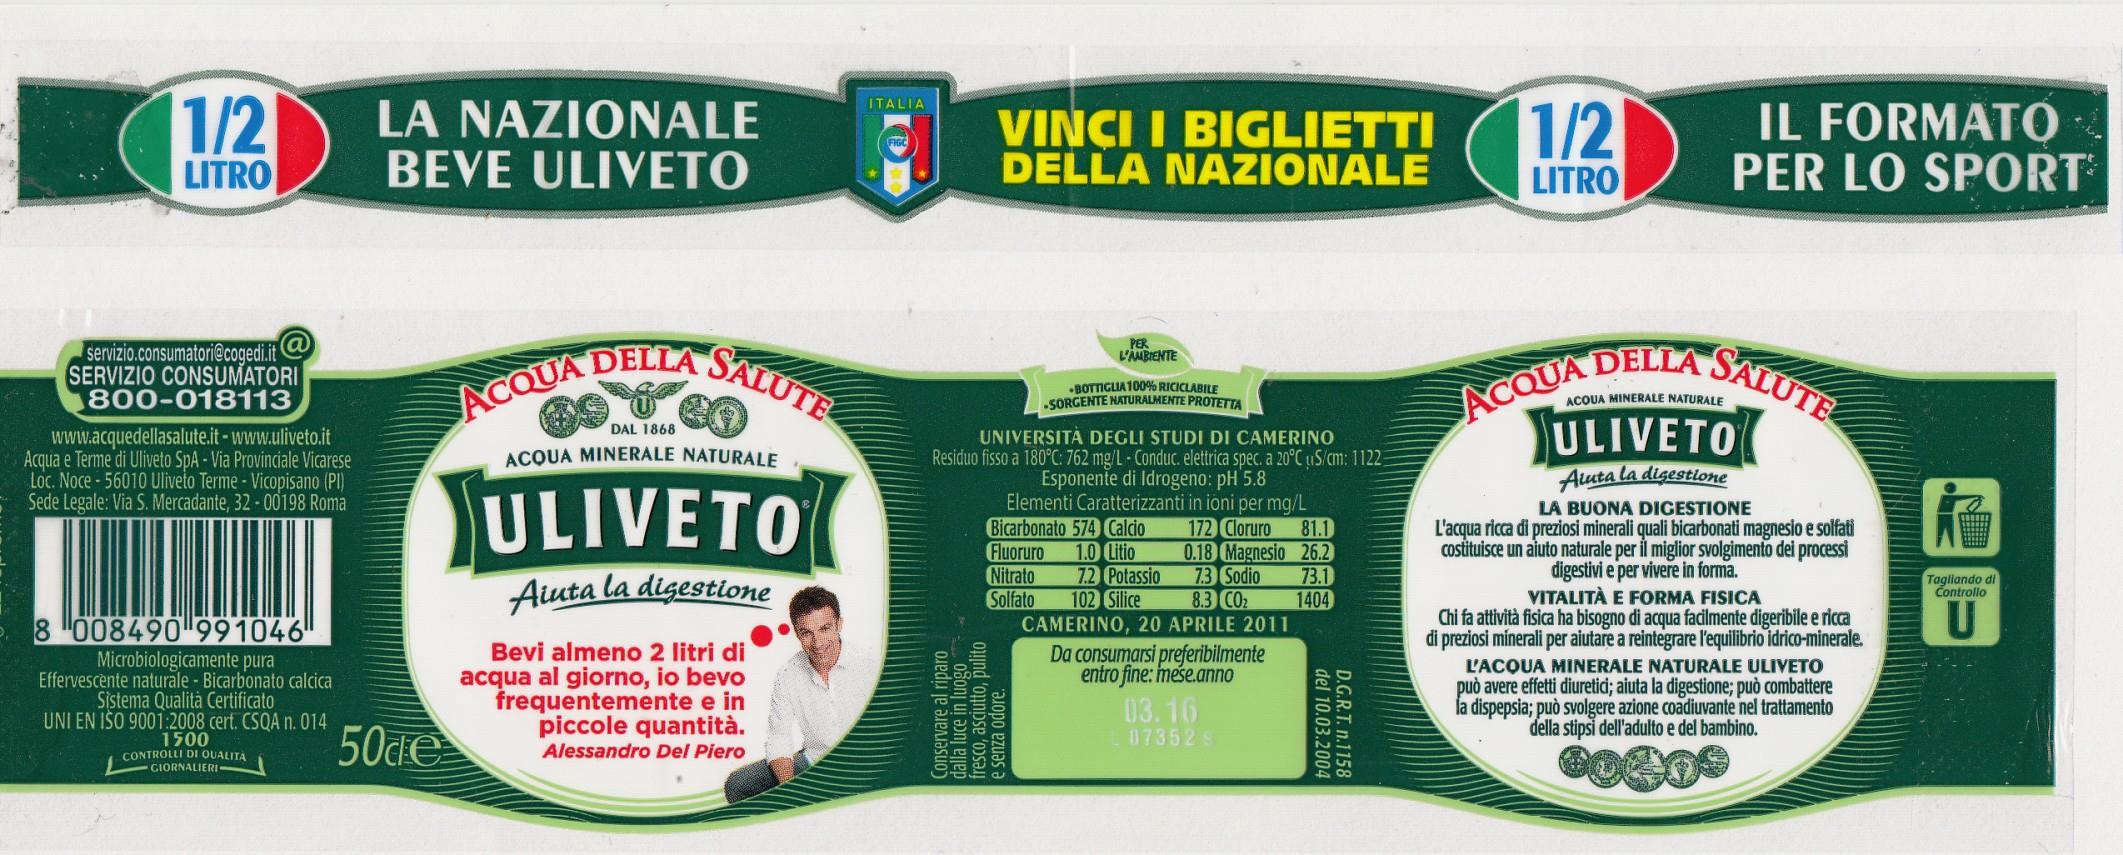 1/2
LITRO
LA NAZIONALE
BEVE ULIVETO
ITALIA
FIGC
VINCI I BIGLIETTI
DELLA NAZIONALE
1/2
LITRO
IL FORMATO
PER LO SPORT
servizio.consumatori@cogedi.it @
SERVIZIO CONSUMATORI
800-018113
www.acquedellasalute.it - www.uliveto.it
Acqua e Terme di Uliveto SpA - Via Provinciale Vicarese
Loc. Noce - 56010 Uliveto Terme - Vicopisano (PI)
Sede Legale: Via S. Mercadante, 32 - 00198 Roma
8 008490 991046
Microbiologicamente pura
Effervescente naturale - Bicarbonato calcica
Sistema Qualità Certificato
UNI EN ISO 9001:2008 cert. CSQA n. 014
1500
CONTROLLI DI QUALITÀ
GIORNALIERI
50cl e
ACQUA DELLA SALUTE
U
DAL 1868
ACQUA MINERALE NATURALE
ULIVETO®
Aiuta la digestione
Bevi almeno 2 litri di
acqua al giorno, io bevo
frequentemente e in
piccole quantità.
Alessandro Del Piero
PER
L'AMBIENTE
•BOTTIGLIA 100% RICICLABILE
•SORGENTE NATURALMENTE PROTETTA
UNIVERSITÀ DEGLI STUDI DI CAMERINO
Residuo fisso a 180°C: 762 mg/L - Conduc. elettrica spec. a 20°C µS/cm: 1122
Esponente di Idrogeno: pH 5.8
Elementi Caratterizzanti in ioni per mg/L
Bicarbonato 574 Calcio 172 Cloruro 81.1
Fluoruro 1.0 Litio 0.18 Magnesio 26.2
Nitrato 7.2 Potassio 7.3 Sodio 73.1
Solfato 102 Silice 8.3 CO₂ 1404
CAMERINO, 20 APRILE 2011
Conservare al riparo
dalla luce in luogo
fresco, asciutto, pulito
e senza odore.
Da consumarsi preferibilmente
entro fine: mese.anno
03.16
L 07352 S
D.G.R.T. n.1158
del 10.03.2004
ACQUA DELLA SALUTE
ACQUA MINERALE NATURALE
ULIVETO
Aiuta la digestione
LA BUONA DIGESTIONE
L'acqua ricca di preziosi minerali quali bicarbonati magnesio e solfati
costituisce un aiuto naturale per il miglior svolgimento dei processi
digestivi e per vivere in forma.
VITALITÀ E FORMA FISICA
Chi fa attività fisica ha bisogno di acqua facilmente digeribile e ricca
di preziosi minerali per aiutare a reintegrare l'equilibrio idrico-minerale.
L'ACQUA MINERALE NATURALE ULIVETO
può avere effetti diuretici; aiuta la digestione; può combattere
la dispepsia; può svolgere azione coadiuvante nel trattamento
della stipsi dell'adulto e del bambino.
Tagliando di
Controllo
U